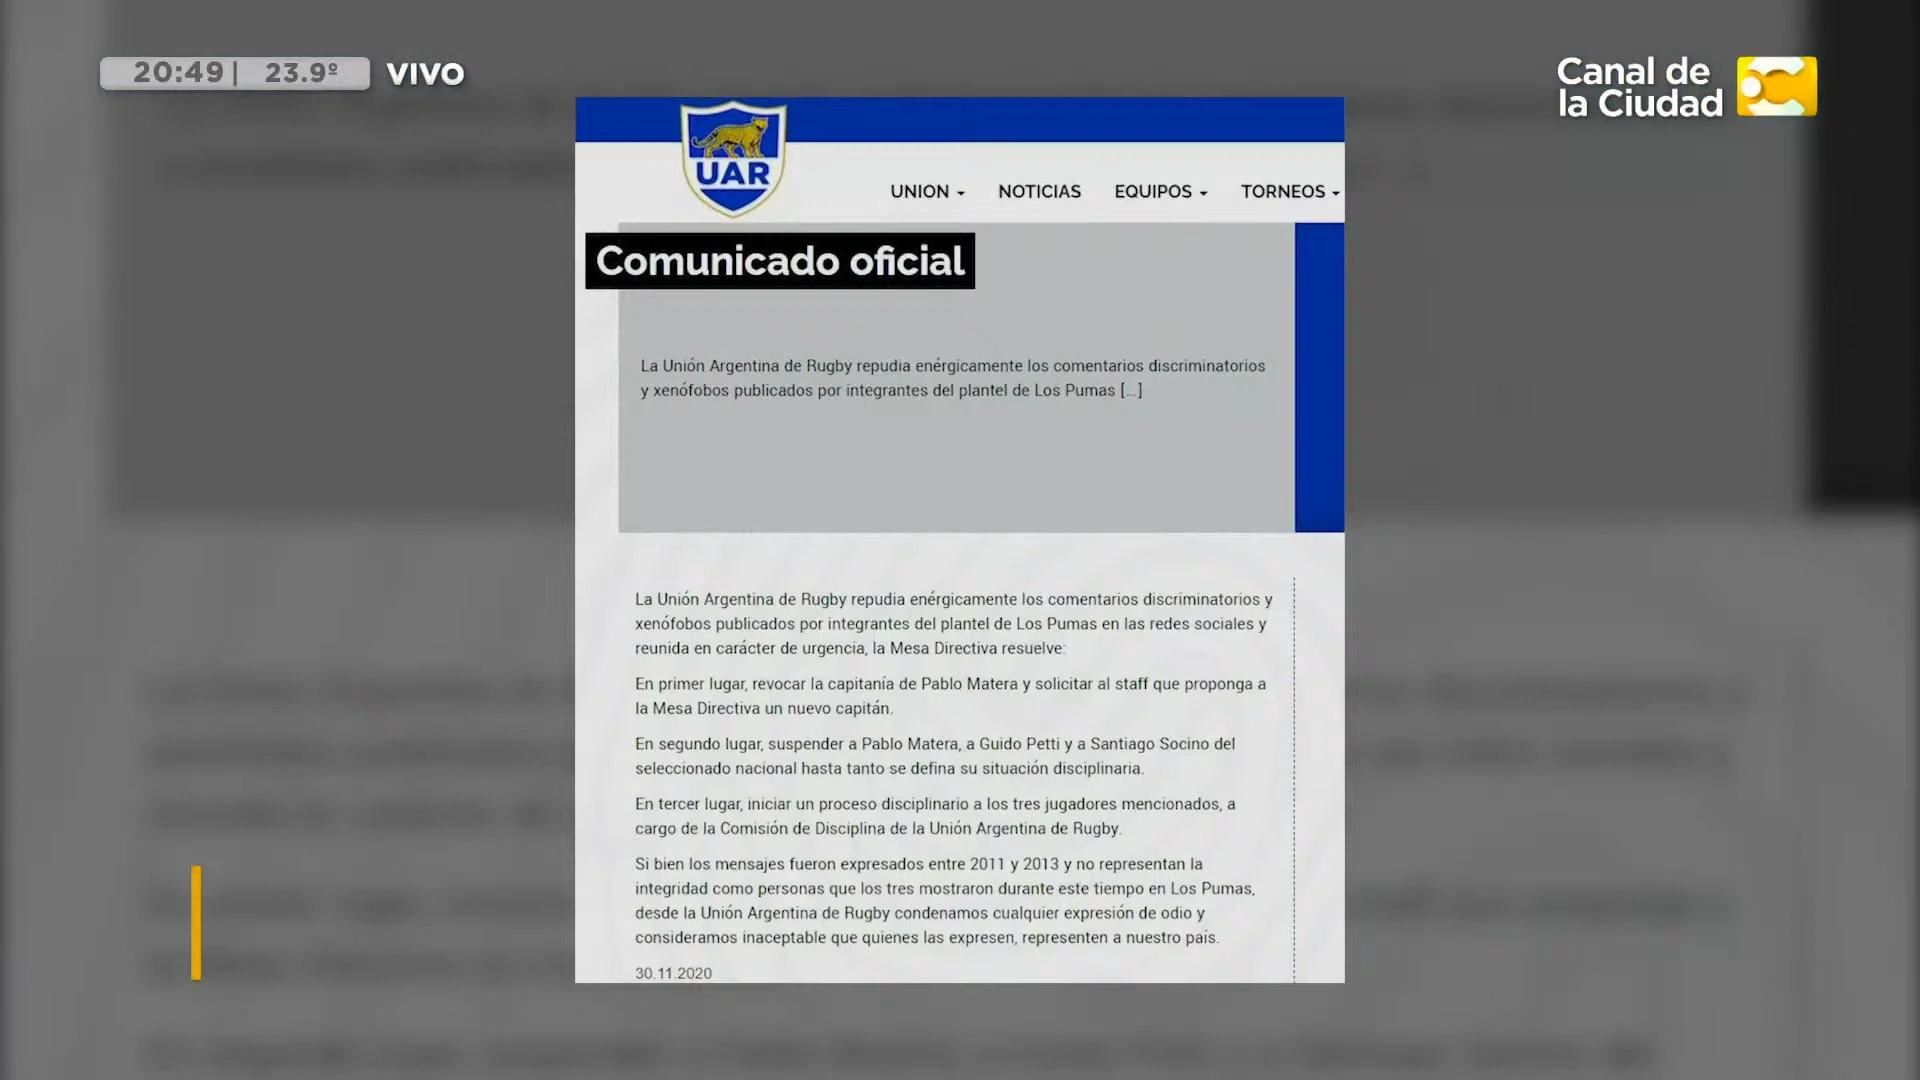 20:49| 23.9º VIVO
Canal de
la Ciudad
UAR
UNION NOTICIAS EQUIPOS TORNEOS
Comunicado oficial
La Unión Argentina de Rugby repudia enérgicamente los comentarios discriminatorios
y xenófobos publicados por integrantes del plantel de Los Pumas [...]
La Unión Argentina de Rugby repudia enérgicamente los comentarios discriminatorios y
xenófobos publicados por integrantes del plantel de Los Pumas en las redes sociales y
reunida en carácter de urgencia, la Mesa Directiva resuelve:
En primer lugar, revocar la capitanía de Pablo Matera y solicitar al staff que proponga a
la Mesa Directiva un nuevo capitán.
En segundo lugar, suspender a Pablo Matera, a Guido Petti y a Santiago Socino del
seleccionado nacional hasta tanto se defina su situación disciplinaria.
En tercer lugar, iniciar un proceso disciplinario a los tres jugadores mencionados, a
cargo de la Comisión de Disciplina de la Unión Argentina de Rugby.
Si bien los mensajes fueron expresados entre 2011 y 2013 y no representan la
integridad como personas que los tres mostraron durante este tiempo en Los Pumas,
desde la Unión Argentina de Rugby condenamos cualquier expresión de odio y
consideramos inaceptable que quienes las expresen, representen a nuestro país.
30.11.2020